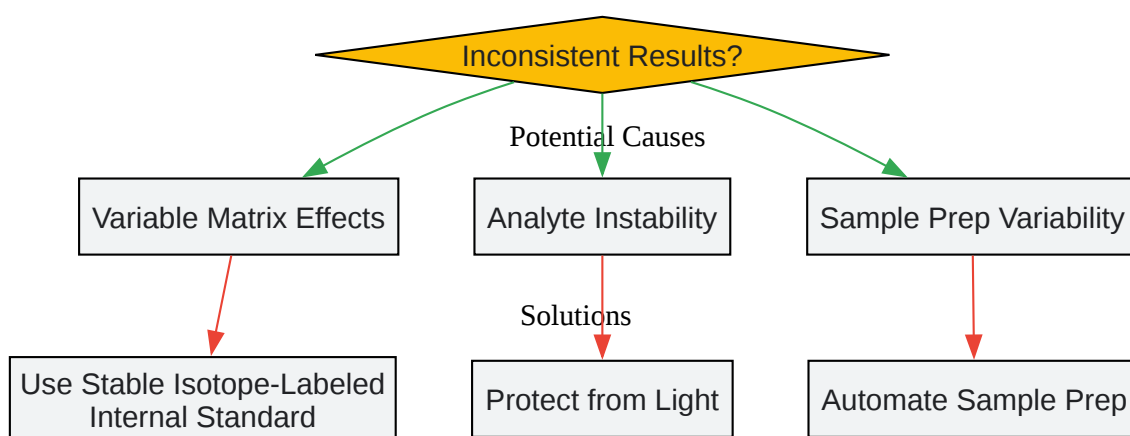 Inconsistent Results?
Potential Causes
Variable Matrix Effects
Analyte Instability
Sample Prep Variability
Solutions
Use Stable Isotope-Labeled
Internal Standard
Protect from Light
Automate Sample Prep